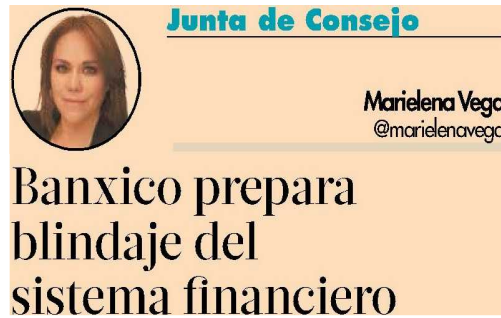 Junta de Consejo
Marielena Vega
@marielenavega
Banxico prepara
blindaje del
sistema financiero